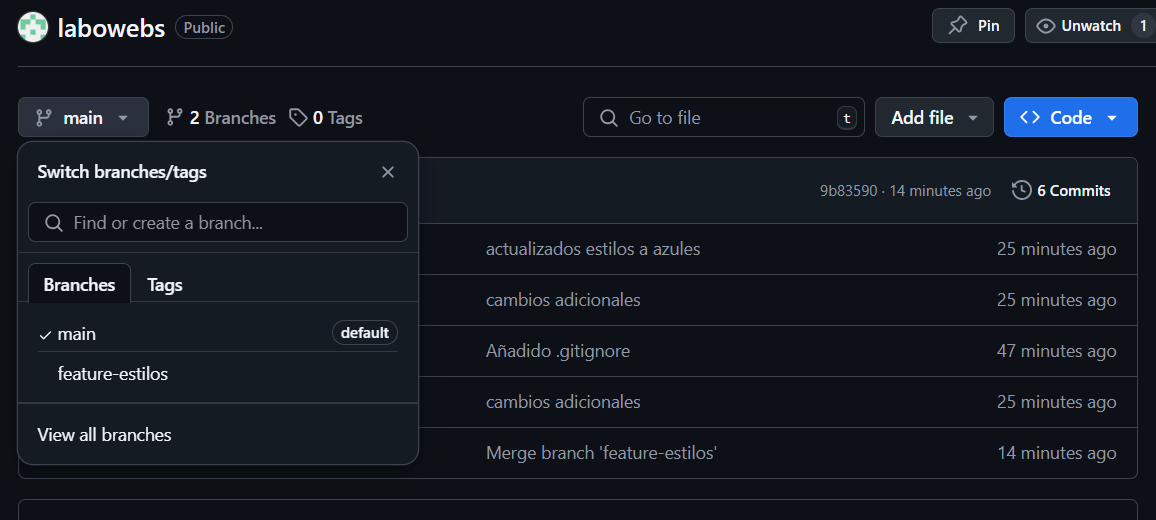 labowebs Public Pin Unwatch 1
main 2 Branches 0 Tags Go to file t Add file Code
Switch branches/tags
9b83590 · 14 minutes ago 6 Commits
Find or create a branch...
actualizados estilos a azules 25 minutes ago
Branches Tags
cambios adicionales 25 minutes ago
main default
Añadido .gitignore 47 minutes ago
feature-estilos
cambios adicionales 25 minutes ago
View all branches
Merge branch 'feature-estilos' 14 minutes ago